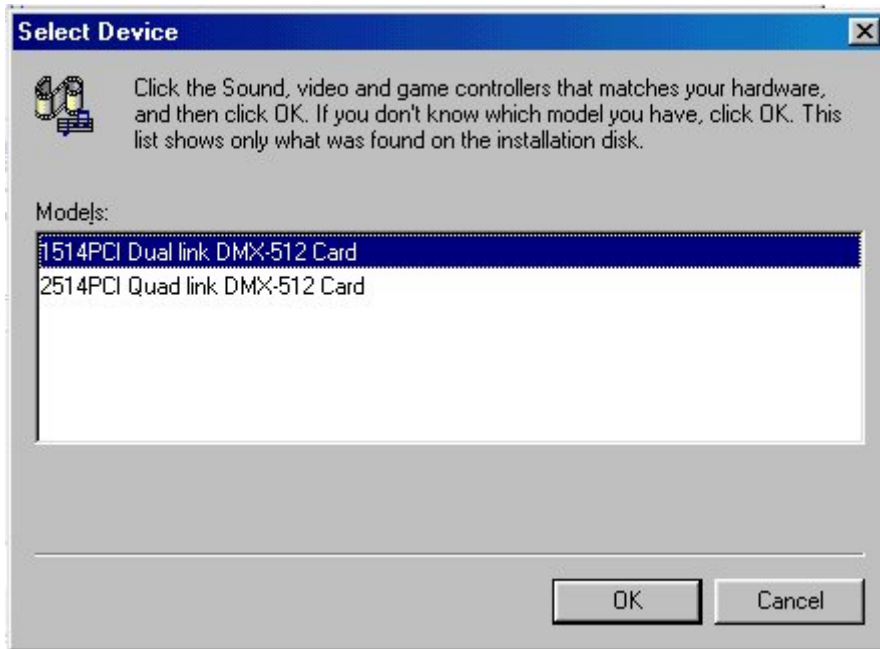 Select Device
Click the Sound, video and game controllers that matches your hardware,
and then click OK. If you don't know which model you have, click OK. This
list shows only what was found on the installation disk.
Models:
1514PCI Dual link DMX-512 Card
2514PCI Quad link DMX-512 Card
OK
Cancel